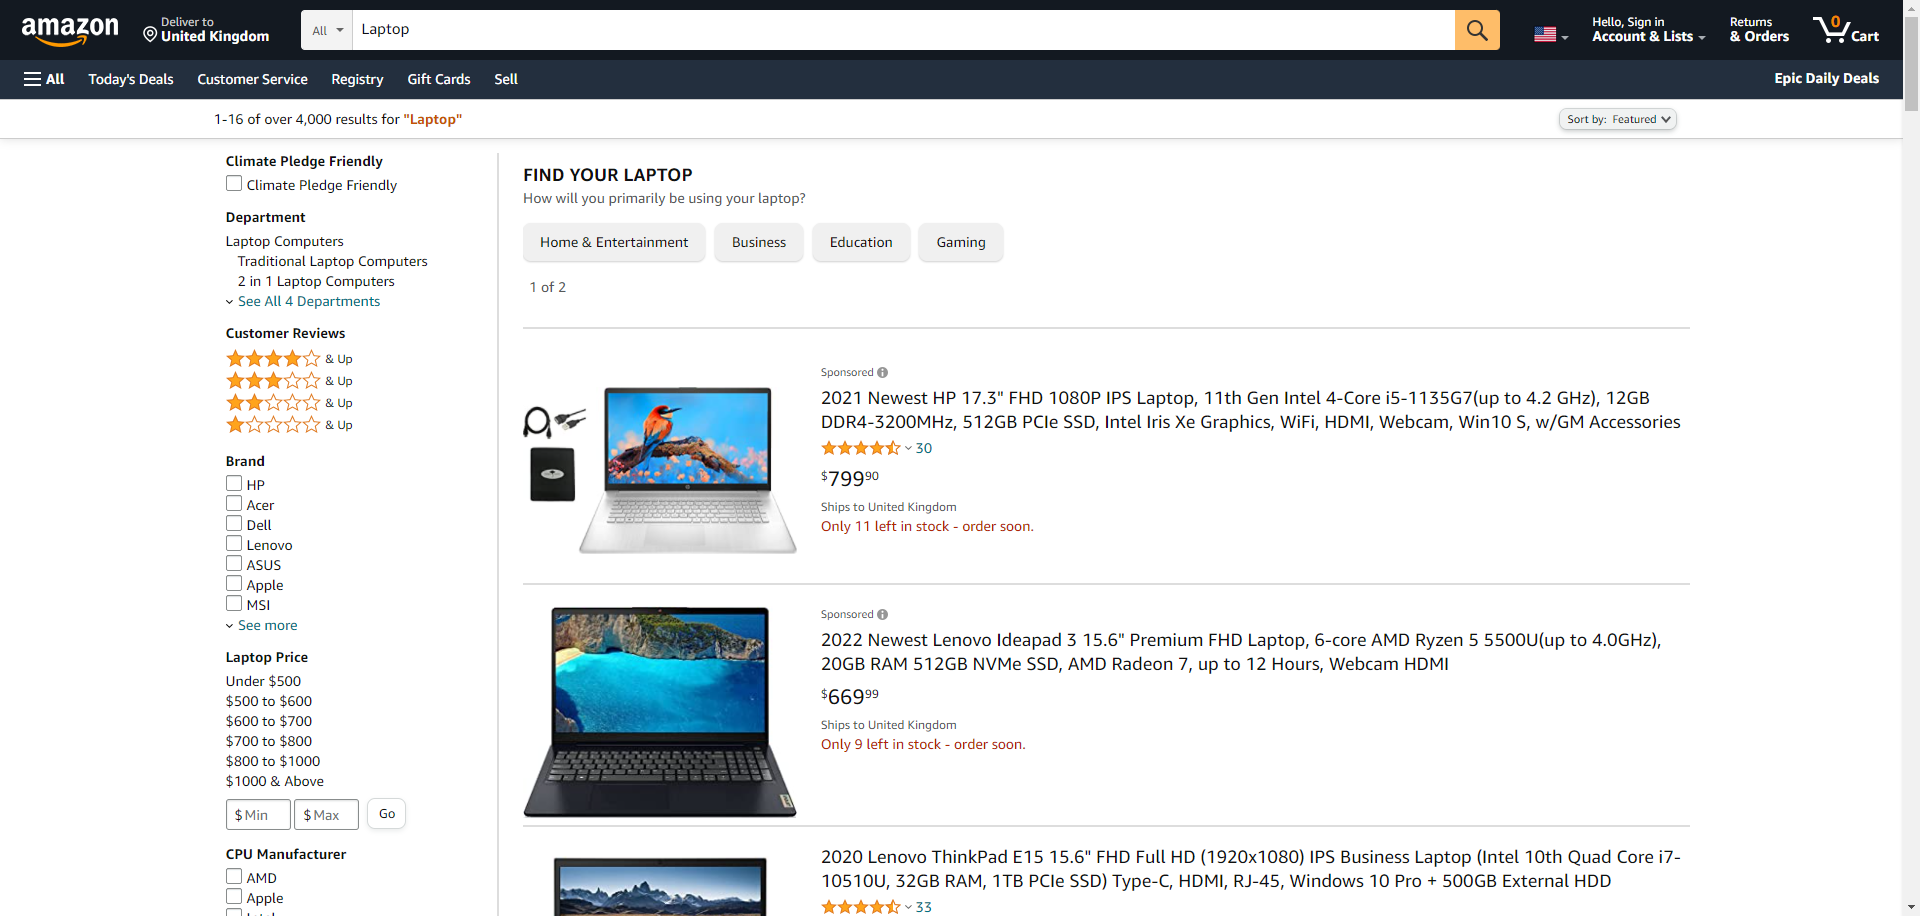 amazon
Deliver to
United Kingdom
All
Laptop
Hello, Sign in
Account & Lists
Returns
& Orders
0
Cart
All
Today's Deals
Customer Service
Registry
Gift Cards
Sell
Epic Daily Deals
1-16 of over 4,000 results for "Laptop"
Sort by: Featured
Climate Pledge Friendly
Climate Pledge Friendly
Department
Laptop Computers
Traditional Laptop Computers
2 in 1 Laptop Computers
See All 4 Departments
Customer Reviews
& Up
& Up
& Up
& Up
Brand
HP
Acer
Dell
Lenovo
ASUS
Apple
MSI
See more
Laptop Price
Under $500
$500 to $600
$600 to $700
$700 to $800
$800 to $1000
$1000 & Above
$ Min
$ Max
Go
CPU Manufacturer
AMD
Apple
FIND YOUR LAPTOP
How will you primarily be using your laptop?
Home & Entertainment
Business
Education
Gaming
1 of 2
Sponsored
2021 Newest HP 17.3" FHD 1080P IPS Laptop, 11th Gen Intel 4-Core i5-1135G7(up to 4.2 GHz), 12GB
DDR4-3200MHz, 512GB PCIe SSD, Intel Iris Xe Graphics, WiFi, HDMI, Webcam, Win10 S, w/GM Accessories
30
$799 90
Ships to United Kingdom
Only 11 left in stock - order soon.
Sponsored
2022 Newest Lenovo Ideapad 3 15.6" Premium FHD Laptop, 6-core AMD Ryzen 5 5500U(up to 4.0GHz),
20GB RAM 512GB NVMe SSD, AMD Radeon 7, up to 12 Hours, Webcam HDMI
$669 99
Ships to United Kingdom
Only 9 left in stock - order soon.
2020 Lenovo ThinkPad E15 15.6" FHD Full HD (1920x1080) IPS Business Laptop (Intel 10th Quad Core i7-
10510U, 32GB RAM, 1TB PCIe SSD) Type-C, HDMI, RJ-45, Windows 10 Pro + 500GB External HDD
33